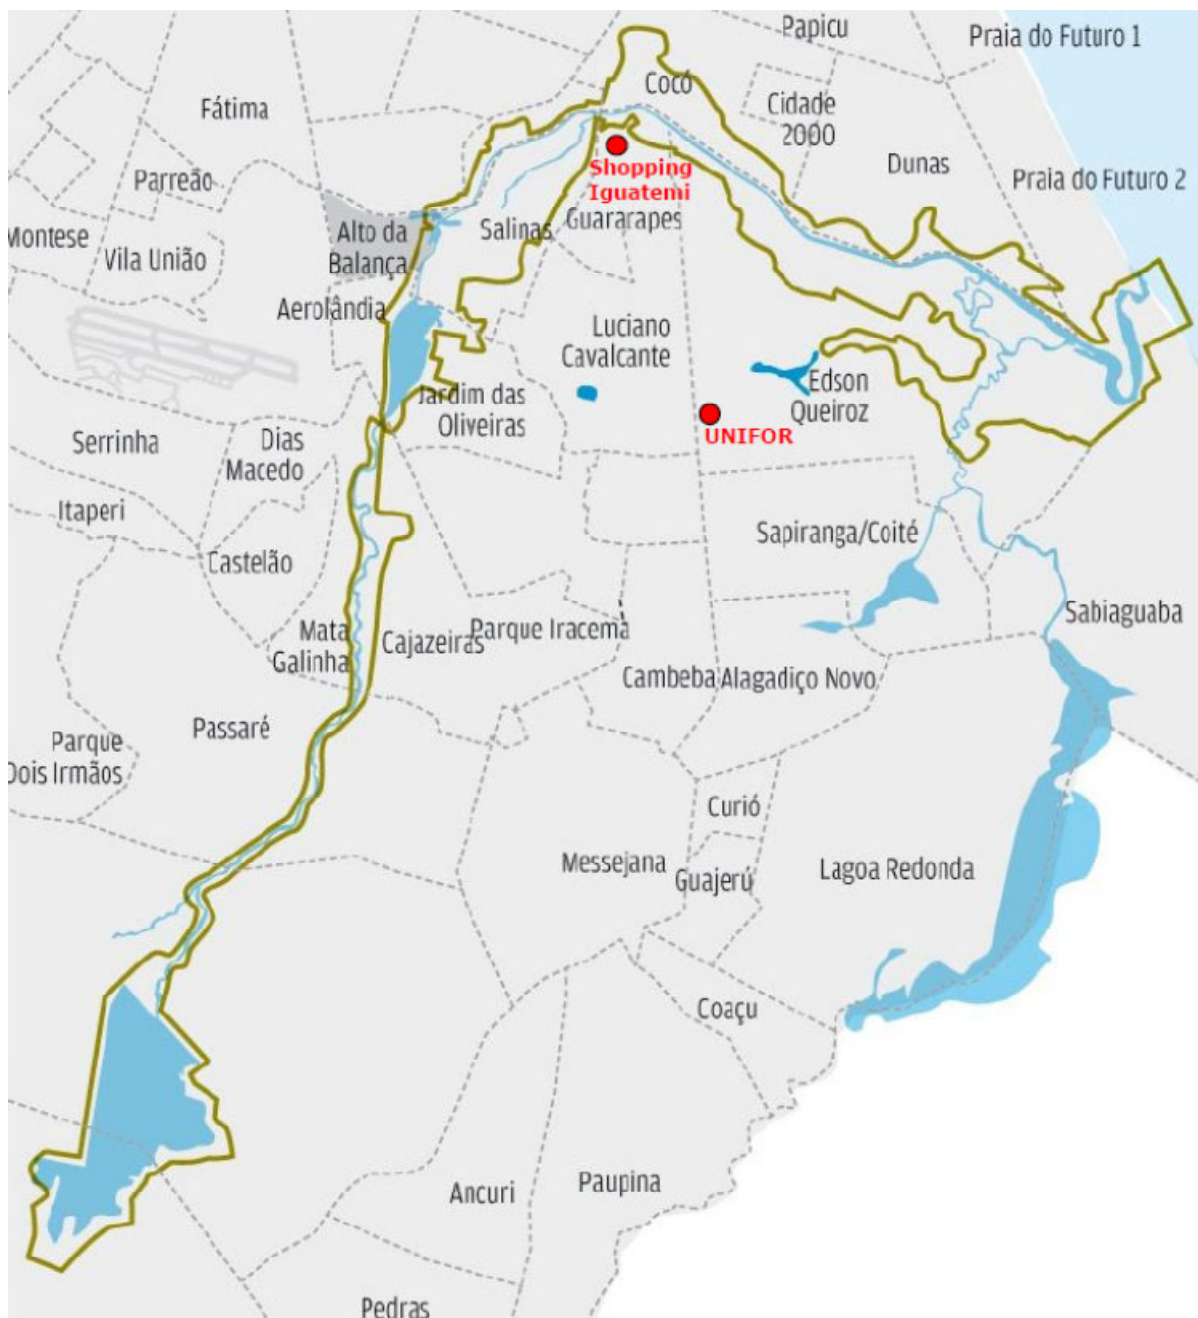 Papicu
Praia do Futuro 1
Cocó
Fátima
Cidade
2000
Dunas
Shopping
Iguatemi
Parreão
Praia do Futuro 2
Guararapes
Salinas
Montese
Alto da
Balança
Vila União
Aerolândia
Luciano
Cavalcante
Edson
Queiroz
Jardim das
Oliveiras
UNIFOR
Serrinha
Dias
Macedo
Itaperi
Sapiranga/Coité
Castelão
Sabiaguaba
Mata
Galinha
Cajazeiras
Parque Iracema
Cambeba
Alagadiço Novo
Passaré
Parque
Dois Irmãos
Curió
Messejana
Guajerú
Lagoa Redonda
Coaçu
Ancuri
Paupina
Pedras